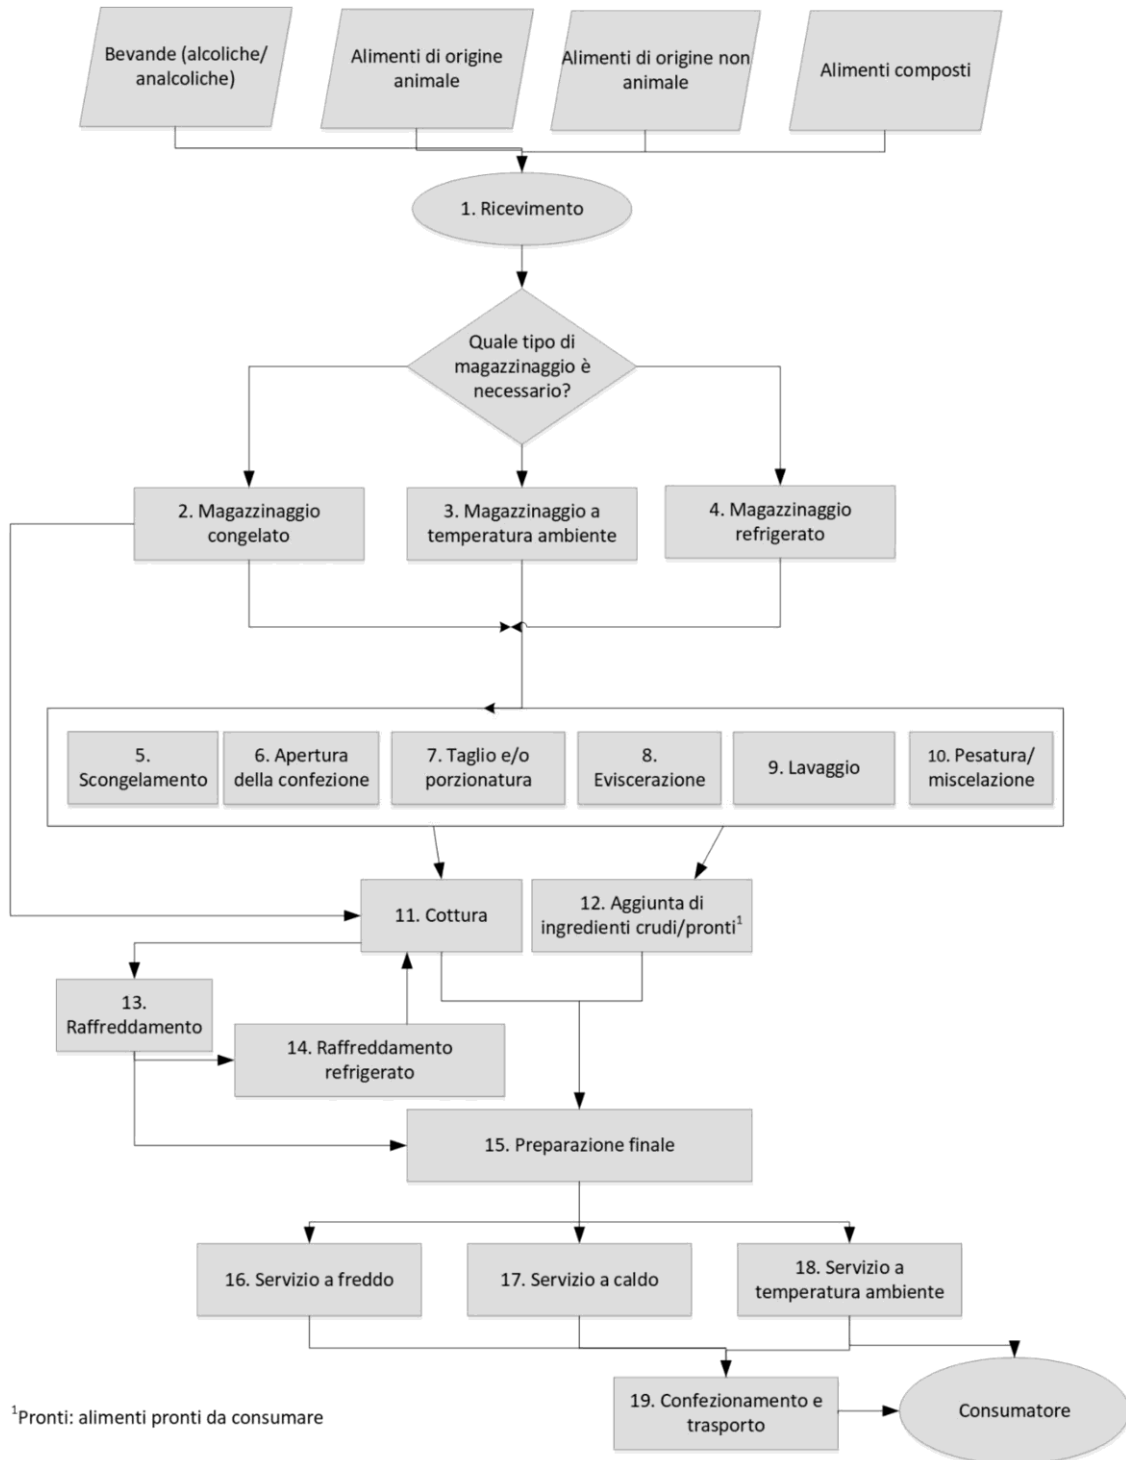 Bevande (alcoliche/
analcoliche)
Alimenti di origine
animale
Alimenti di origine non
animale
Alimenti composti
1. Ricevimento
Quale tipo di
magazzinaggio è
necessario?
2. Magazzinaggio
congelato
3. Magazzinaggio a
temperatura ambiente
4. Magazzinaggio
refrigerato
5.
Scongelamento
6. Apertura
della confezione
7. Taglio e/o
porzionatura
8.
Eviscerazione
9. Lavaggio
10. Pesatura/
miscelazione
11. Cottura
12. Aggiunta di
ingredienti crudi/pronti¹
13.
Raffreddamento
14. Raffreddamento
refrigerato
15. Preparazione finale
16. Servizio a freddo
17. Servizio a caldo
18. Servizio a
temperatura ambiente
19. Confezionamento e
trasporto
Consumatore
¹Pronti: alimenti pronti da consumare